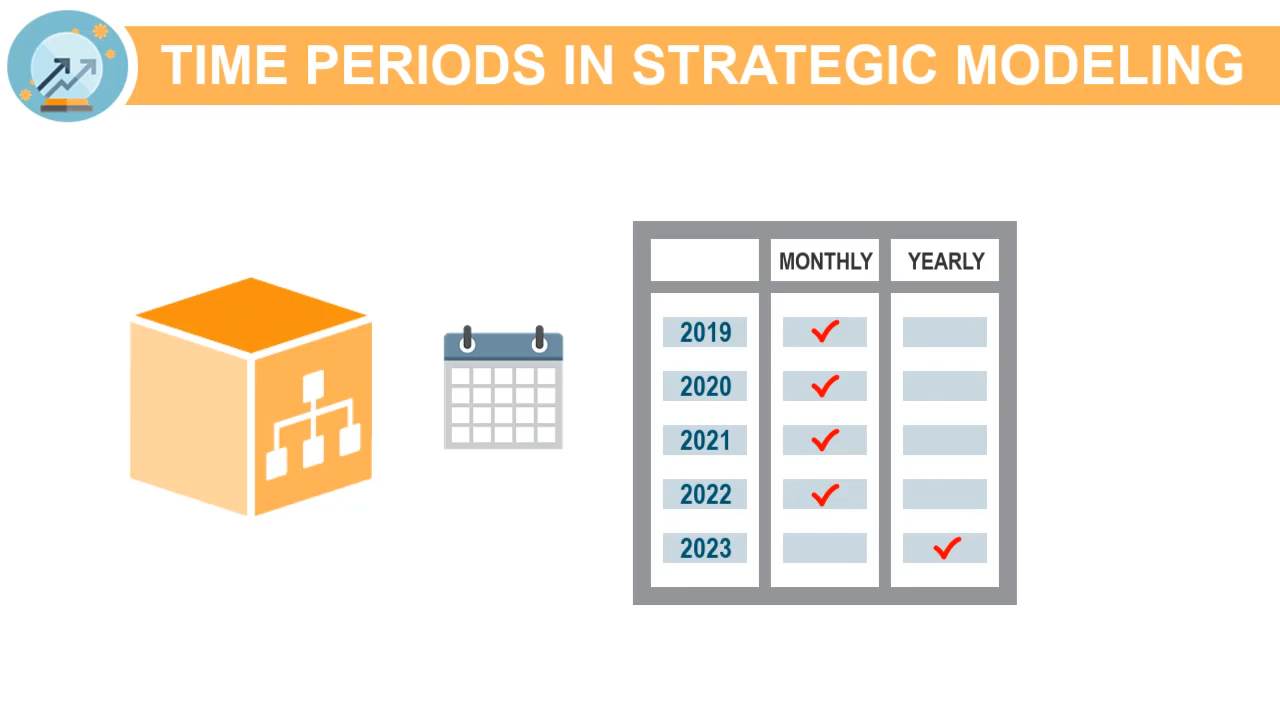 TIME PERIODS IN STRATEGIC MODELING
MONTHLY YEARLY
2019
2020
2021
2022
2023